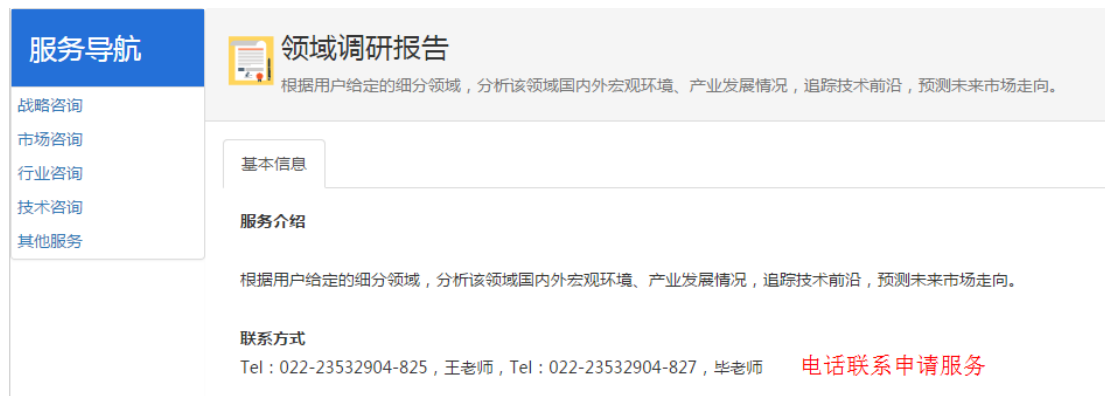 服务导航
战略咨询
市场咨询
行业咨询
技术咨询
其他服务
领域调研报告
根据用户给定的细分领域，分析该领域国内外宏观环境、产业发展情况，追踪技术前沿，预测未来市场走向。
基本信息
服务介绍
根据用户给定的细分领域，分析该领域国内外宏观环境、产业发展情况，追踪技术前沿，预测未来市场走向。
联系方式
Tel：022-23532904-825，王老师，Tel：022-23532904-827，毕老师 电话联系申请服务